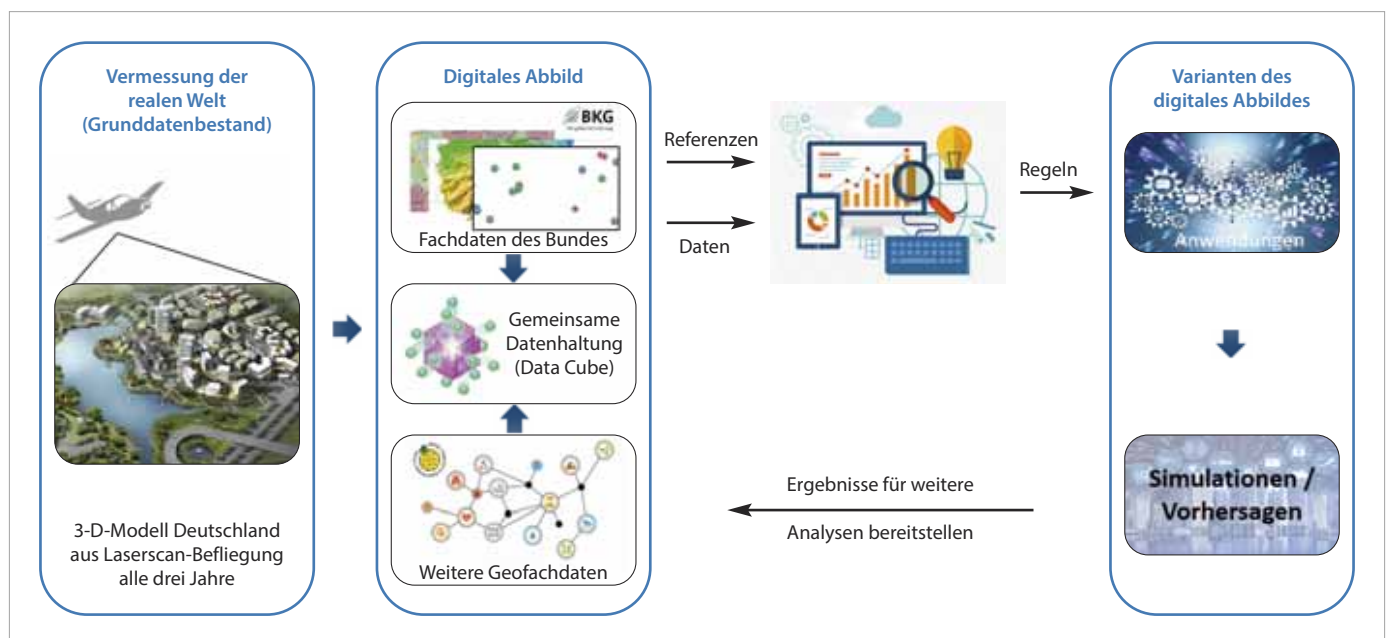 Vermessung der
realen Welt
(Grunddatenbestand)
3-D-Modell Deutschland
aus Laserscan-Befliegung
alle drei Jahre
Digitales Abbild
BKG
Fachdaten des Bundes
Gemeinsame
Datenhaltung
(Data Cube)
Weitere Geofachdaten
Referenzen
Daten
Regeln
Varianten des
digitales Abbildes
Anwendungen
Simulationen /
Vorhersagen
Ergebnisse für weitere
Analysen bereitstellen